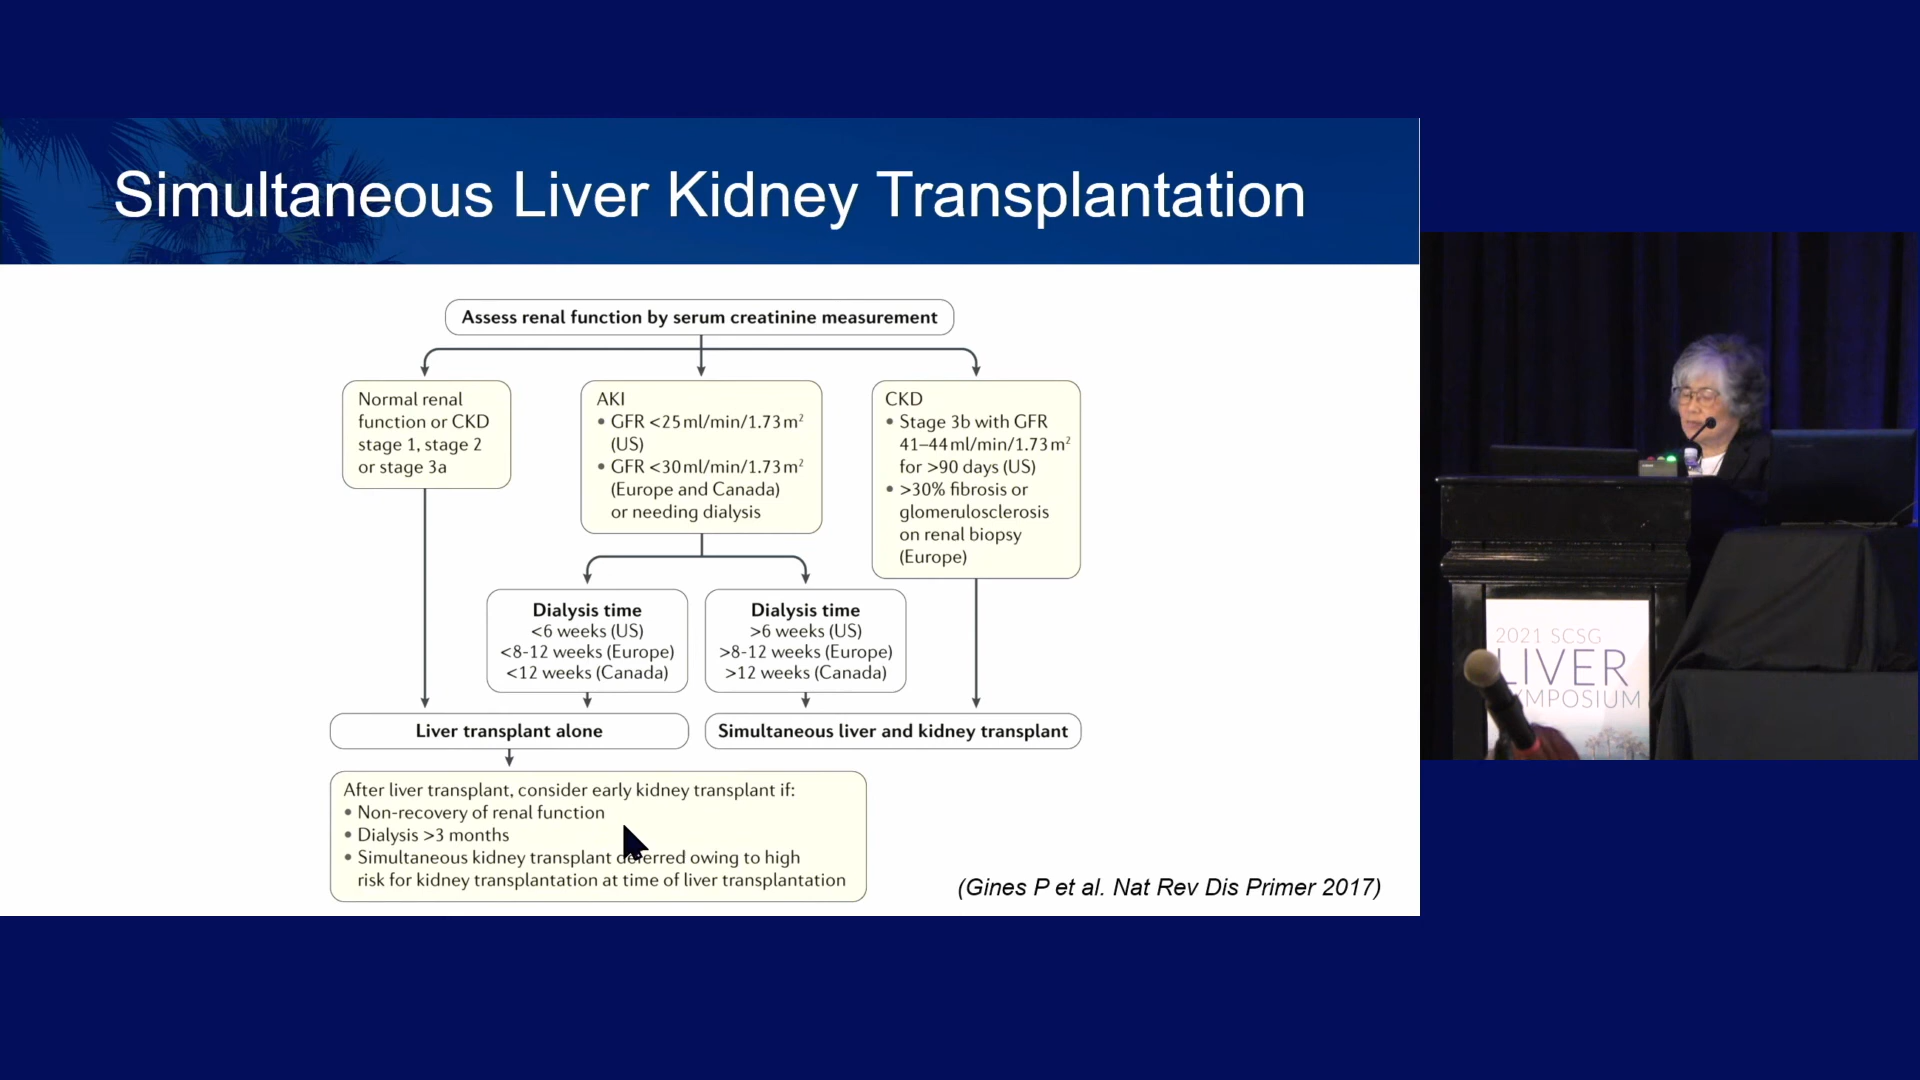 Simultaneous Liver Kidney Transplantation
Assess renal function by serum creatinine measurement
Normal renal
function or CKD
stage 1, stage 2
or stage 3a
AKI
• GFR <25 ml/min/1.73 m²
(US)
• GFR <30 ml/min/1.73 m²
(Europe and Canada)
or needing dialysis
CKD
• Stage 3b with GFR
41–44 ml/min/1.73 m²
for >90 days (US)
• >30% fibrosis or
glomerulosclerosis
on renal biopsy
(Europe)
Dialysis time
<6 weeks (US)
<8-12 weeks (Europe)
<12 weeks (Canada)
Dialysis time
>6 weeks (US)
>8-12 weeks (Europe)
>12 weeks (Canada)
Liver transplant alone
Simultaneous liver and kidney transplant
After liver transplant, consider early kidney transplant if:
• Non-recovery of renal function
• Dialysis >3 months
• Simultaneous kidney transplant deferred owing to high
risk for kidney transplantation at time of liver transplantation
(Gines P et al. Nat Rev Dis Primer 2017)
2021 SCSG
LIVER
SYMPOSIUM